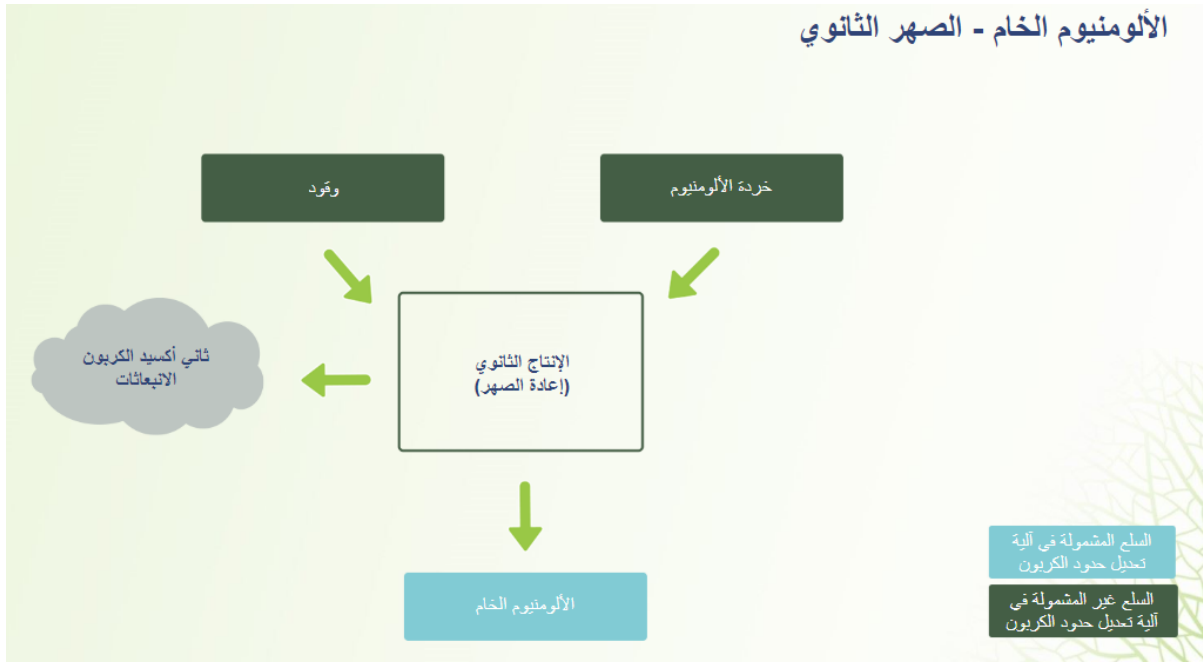 الألومنيوم الخام - الصهر الثانوي
خردة الألومنيوم
وقود
الإنتاج الثانوي
(إعادة الصهر)
ثاني أكسيد الكربون
الانبعاثات
الألومنيوم الخام
السلع المشمولة في آلية
تعديل حدود الكربون
السلع غير المشمولة في
آلية تعديل حدود الكربون